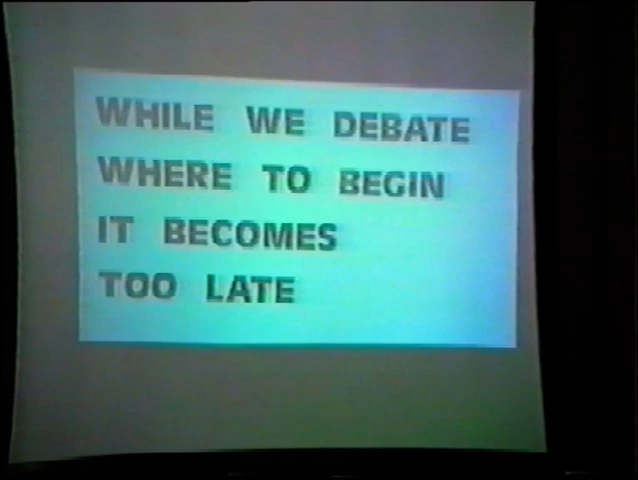 WHILE WE DEBATE
WHERE TO BEGIN
IT BECOMES
TOO LATE